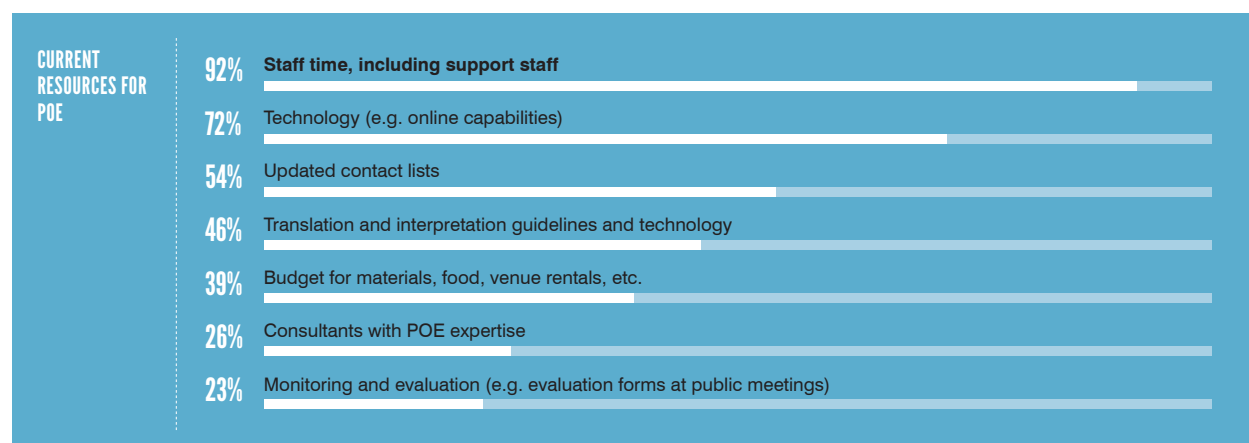 CURRENT
RESOURCES FOR
POE
92% Staff time, including support staff
72% Technology (e.g. online capabilities)
54% Updated contact lists
46% Translation and interpretation guidelines and technology
39% Budget for materials, food, venue rentals, etc.
26% Consultants with POE expertise
23% Monitoring and evaluation (e.g. evaluation forms at public meetings)